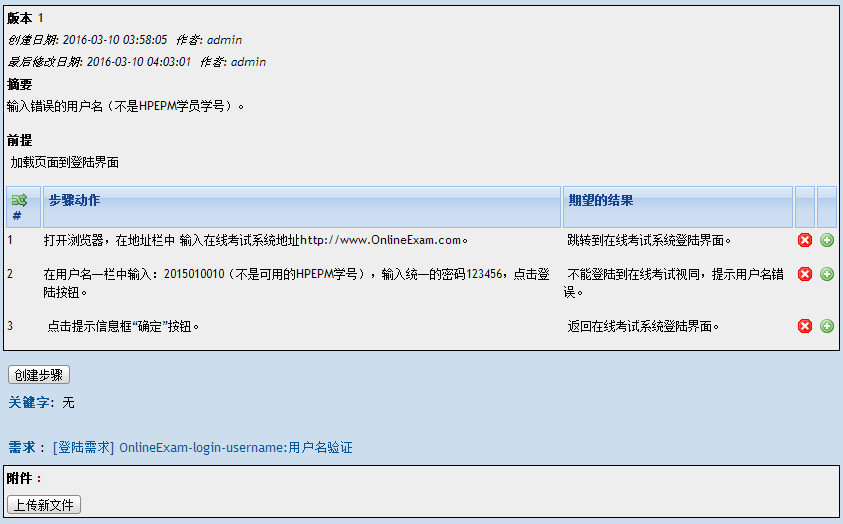 版本 1
创建日期: 2016-03-10 03:58:05 作者: admin
最后修改日期: 2016-03-10 04:03:01 作者: admin
摘要
输入错误的用户名（不是HPEPM学员学号）。
前提
加载页面到登陆界面
# 步骤动作 期望的结果
1 打开浏览器，在地址栏中 输入在线考试系统地址http://www.OnlineExam.com。 跳转到在线考试系统登陆界面。
2 在用户名一栏中输入：2015010010（不是可用的HPEPM学号），输入统一的密码123456，点击登 不能登陆到在线考试视同，提示用户名错
陆按钮。 误。
3 点击提示信息框“确定”按钮。 返回在线考试系统登陆界面。
创建步骤
关键字: 无
需求 : [登陆需求] OnlineExam-login-username:用户名验证
附件 :
上传新文件